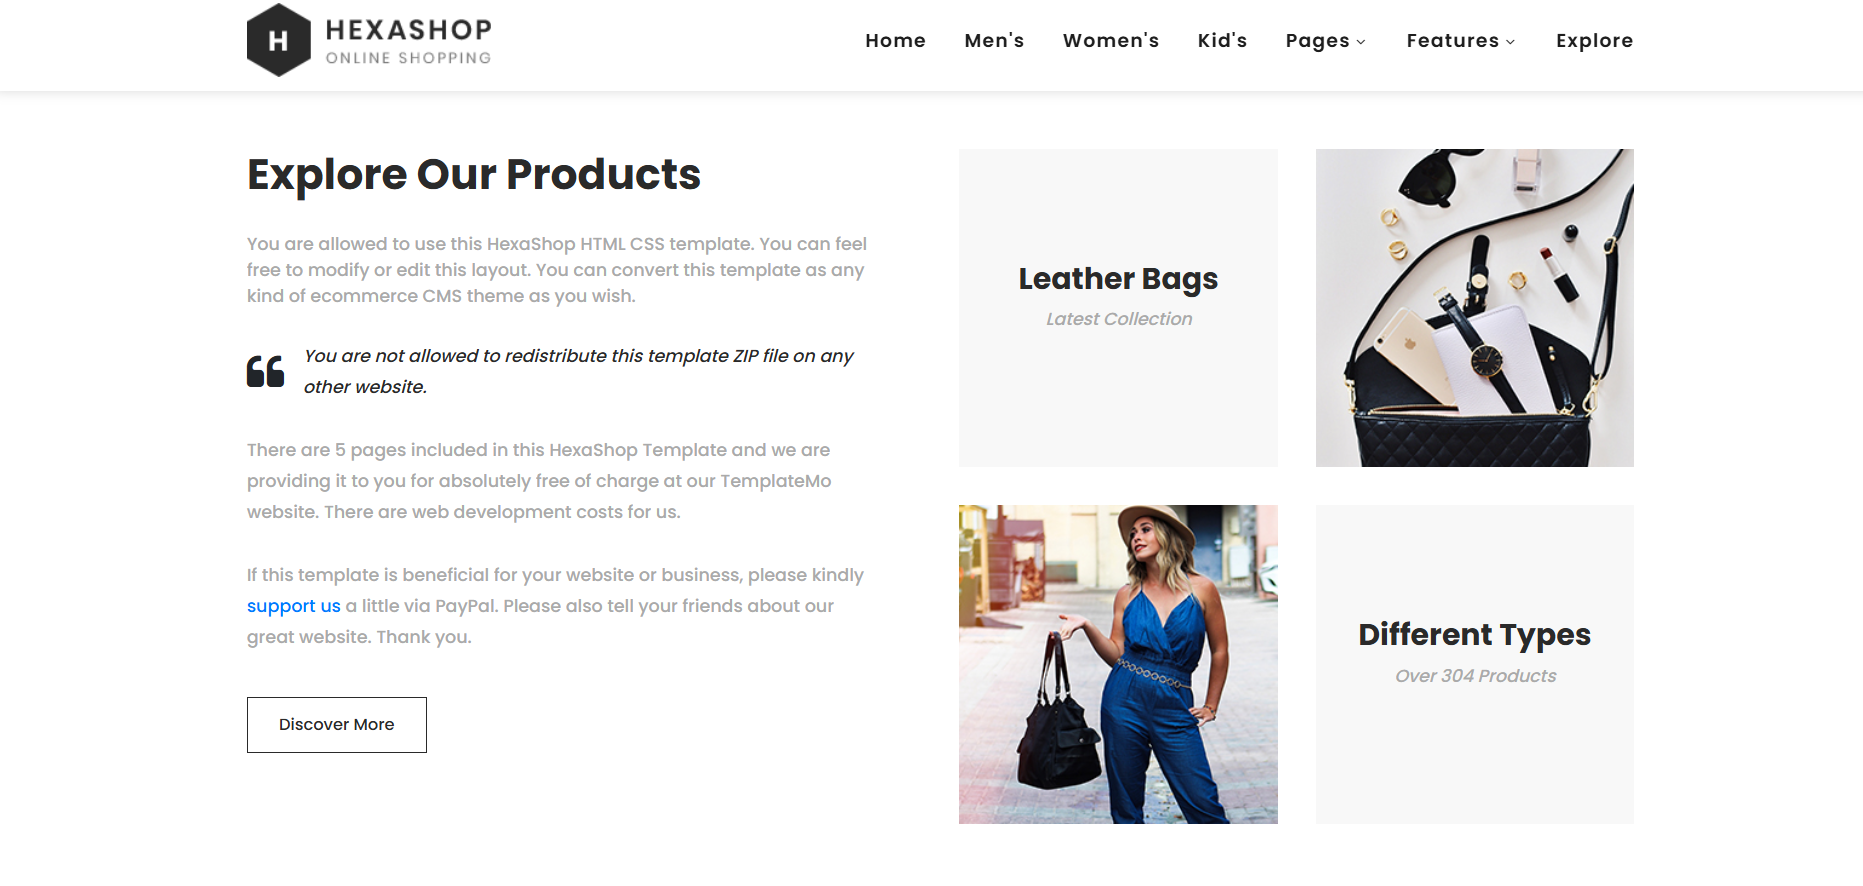 H
HEXASHOP
ONLINE SHOPPING
Home Men's Women's Kid's Pages Features Explore
Explore Our Products
You are allowed to use this HexaShop HTML CSS template. You can feel
free to modify or edit this layout. You can convert this template as any
kind of ecommerce CMS theme as you wish.
You are not allowed to redistribute this template ZIP file on any
other website.
There are 5 pages included in this HexaShop Template and we are
providing it to you for absolutely free of charge at our TemplateMo
website. There are web development costs for us.
If this template is beneficial for your website or business, please kindly
support us a little via PayPal. Please also tell your friends about our
great website. Thank you.
Discover More
Leather Bags
Latest Collection
Different Types
Over 304 Products